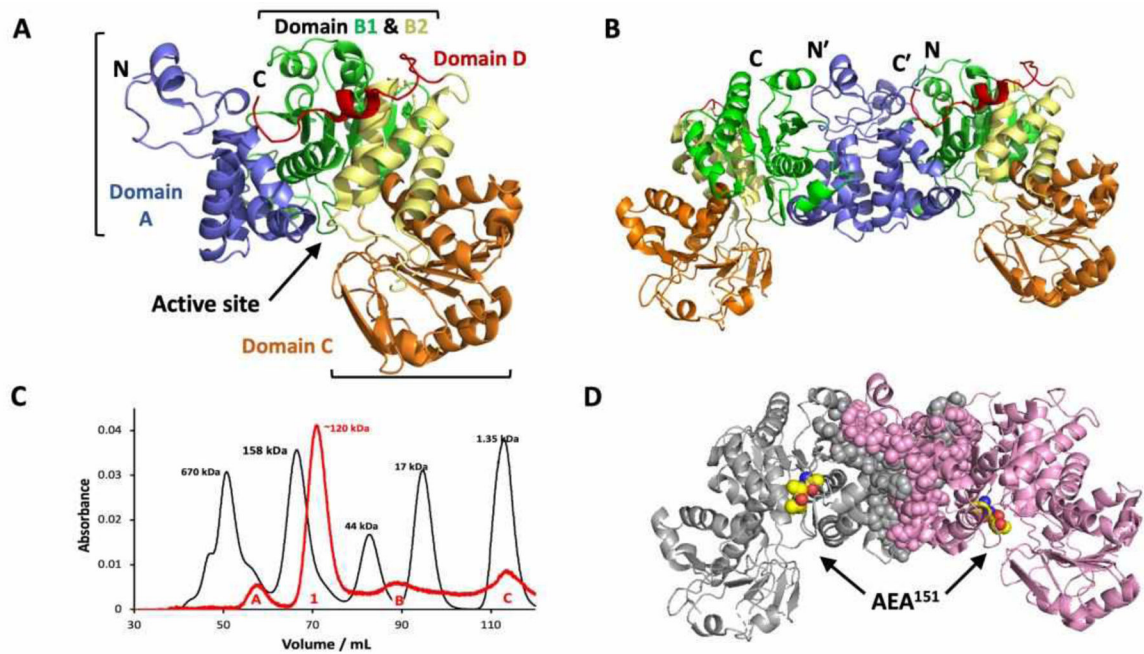 A
Domain B1 & B2
N
C
Domain D
Domain
A
Active site
Domain C
B
C
N’
C’
N
C
0.04
0.03
0.02
0.01
0
Absorbance
670 kDa
158 kDa
~120 kDa
44 kDa
17 kDa
1.35 kDa
A
1
B
C
30
50
70
90
110
Volume / mL
D
AEA151